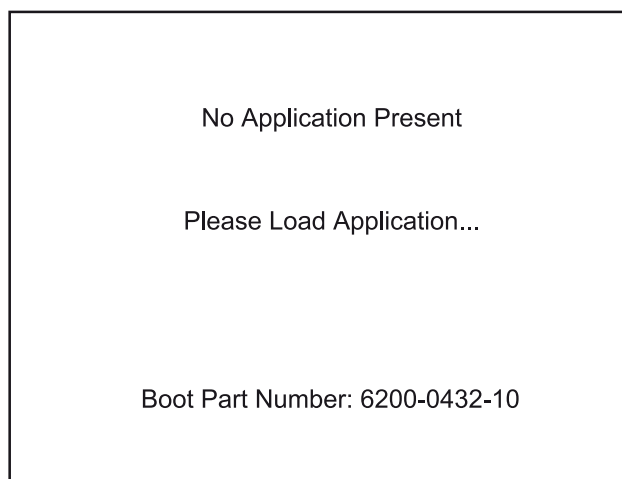 No Application Present
Please Load Application...
Boot Part Number: 6200-0432-10